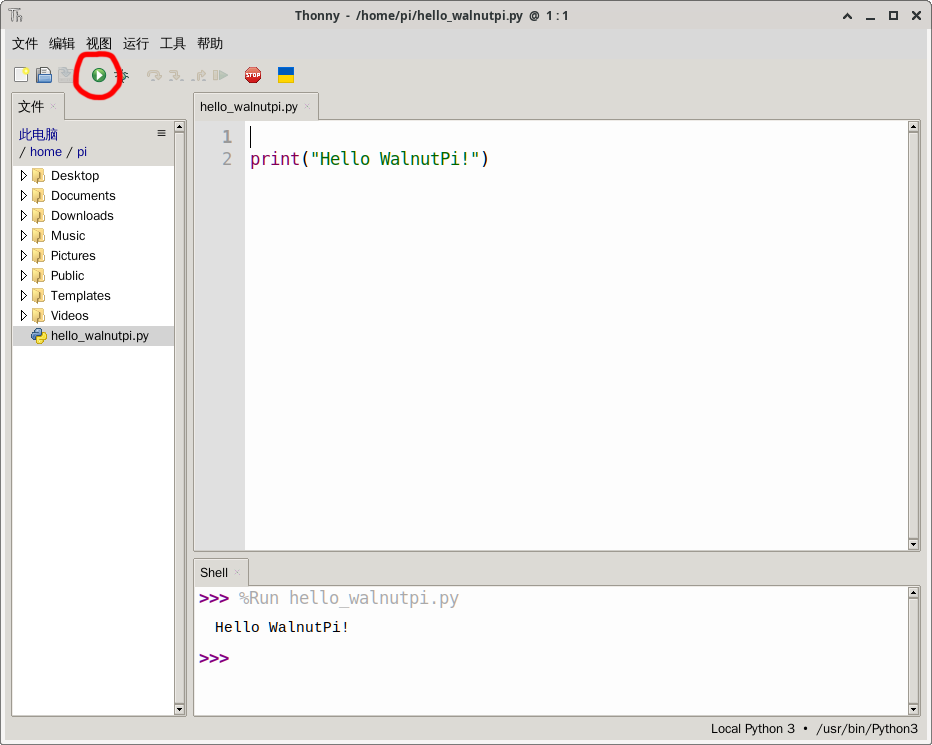 Thonny - /home/pi/hello_walnutpi.py @ 1:1
文件 编辑 视图 运行 工具 帮助
STOP
文件
此电脑
/ home / pi
Desktop
Documents
Downloads
Music
Pictures
Public
Templates
Videos
hello_walnutpi.py
hello_walnutpi.py
1
2 print("Hello WalnutPi!")
Shell
>>> %Run hello_walnutpi.py
Hello WalnutPi!
>>>
Local Python 3 • /usr/bin/Python3